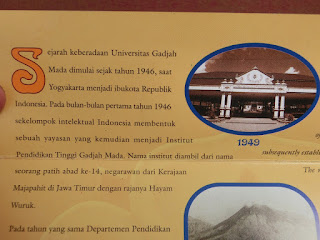 Sejarah keberadaan Universitas Gadjah
Mada dimulai sejak tahun 1946, saat
Yogyakarta menjadi ibukota Republik
Indonesia. Pada bulan-bulan pertama tahun 1946
sekelompok intelektual Indonesia membentuk
sebuah yayasan yang kemudian menjadi Institut
Pendidikan Tinggi Gadjah Mada. Nama institut diambil dari nama
seorang patih abad ke-14, negarawan dari Kerajaan
Majapahit di Jawa Timur dengan rajanya Hayam
Wuruk.
Pada tahun yang sama Departemen Pendidikan
1949
subsequently establi
The n